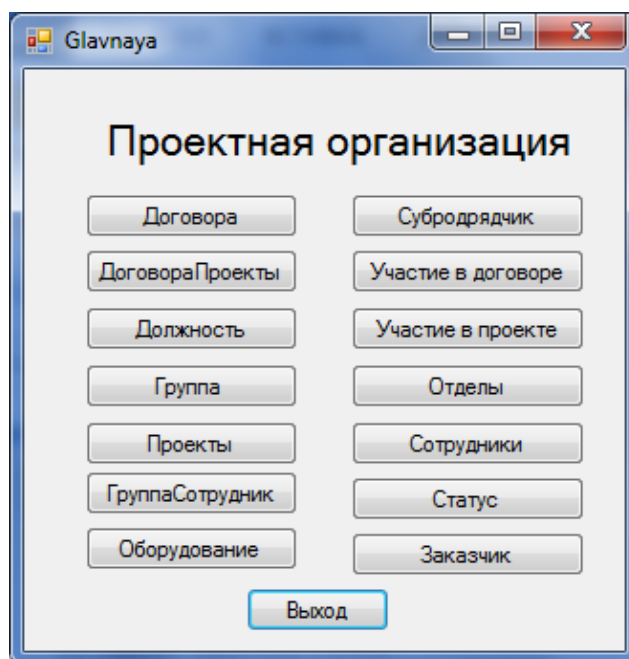 Glavnaya
Проектная организация
Договора
Субродрядчик
ДоговораПроекты
Участие в договоре
Должность
Участие в проекте
Группа
Отделы
Проекты
Сотрудники
ГруппаСотрудник
Статус
Оборудование
Заказчик
Выход